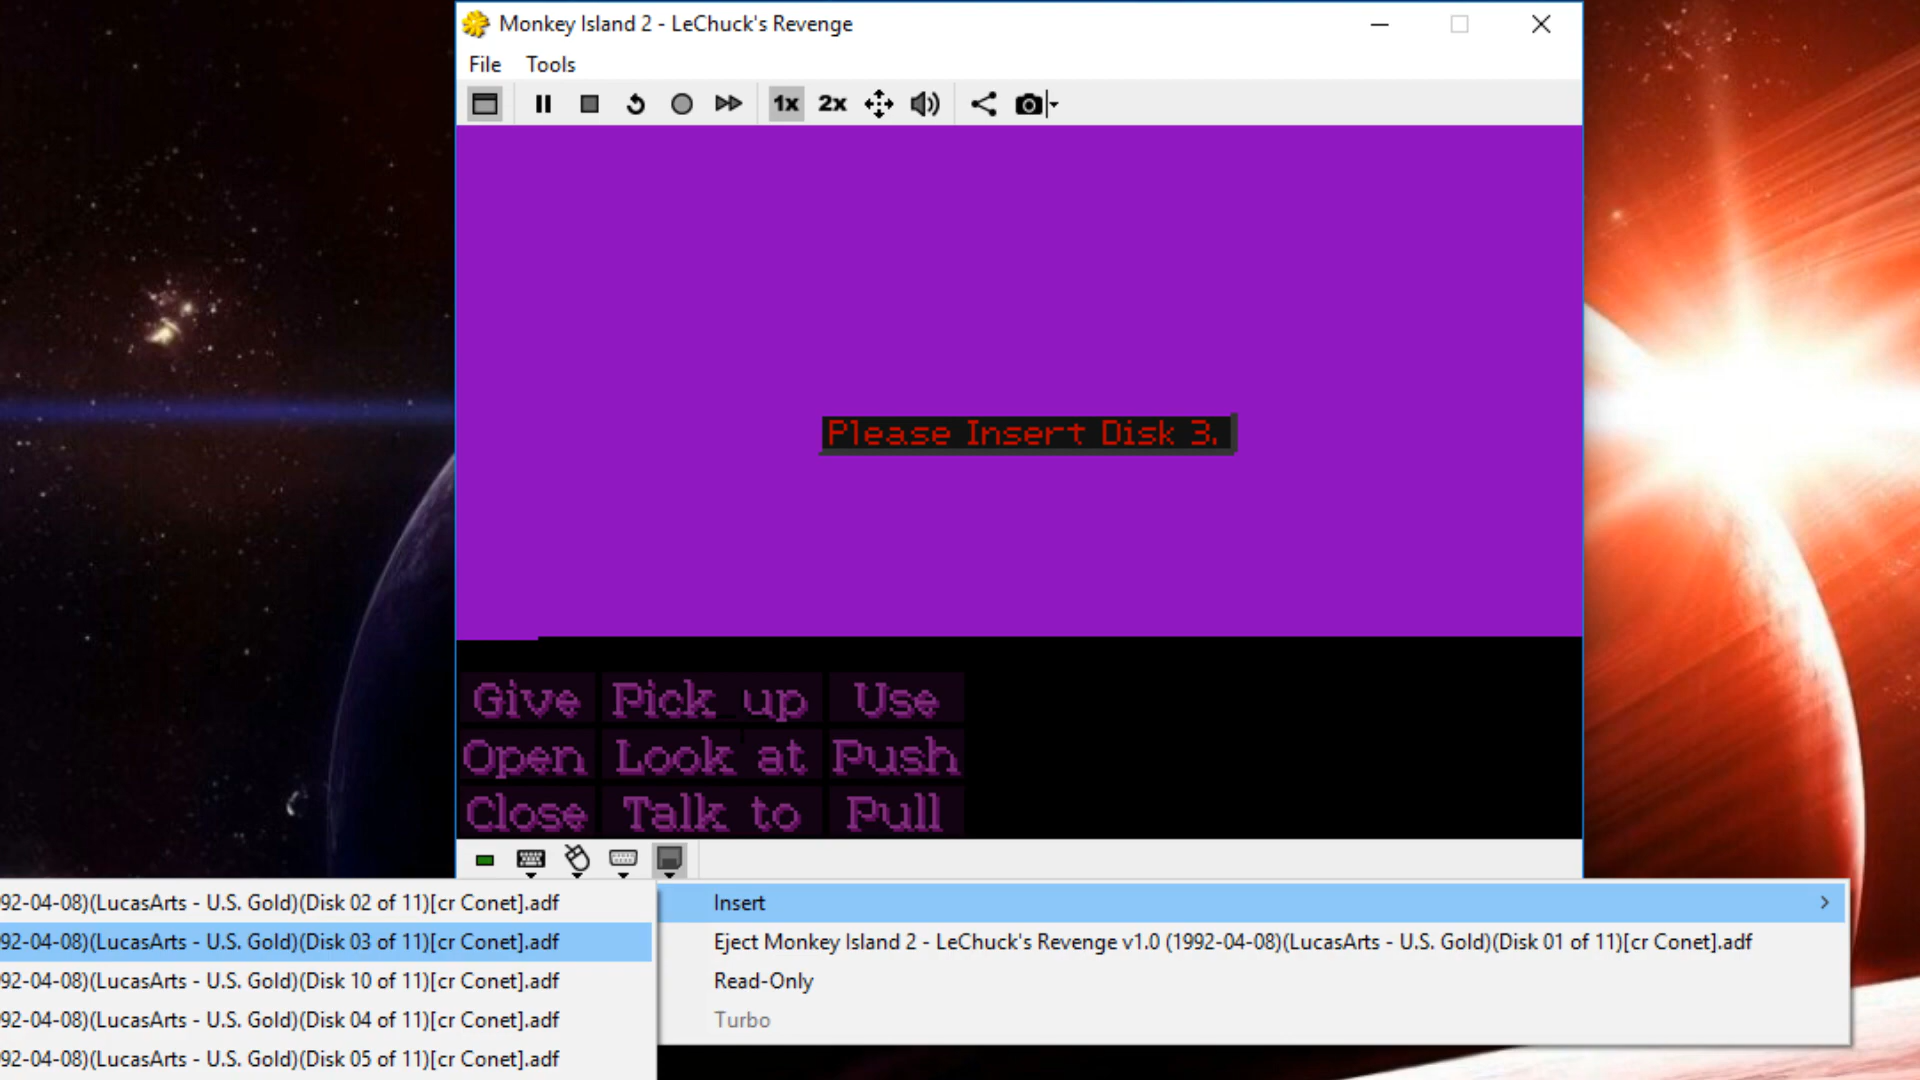 Monkey Island 2 - LeChuck's Revenge
File Tools
1x 2x
Please Insert Disk 3.
Give Pick up Use
Open Look at Push
Close Talk to Pull
92-04-08)(LucasArts - U.S. Gold)(Disk 02 of 11)[cr Conet].adf
92-04-08)(LucasArts - U.S. Gold)(Disk 03 of 11)[cr Conet].adf
92-04-08)(LucasArts - U.S. Gold)(Disk 10 of 11)[cr Conet].adf
92-04-08)(LucasArts - U.S. Gold)(Disk 04 of 11)[cr Conet].adf
92-04-08)(LucasArts - U.S. Gold)(Disk 05 of 11)[cr Conet].adf
Insert
Eject Monkey Island 2 - LeChuck's Revenge v1.0 (1992-04-08)(LucasArts - U.S. Gold)(Disk 01 of 11)[cr Conet].adf
Read-Only
Turbo